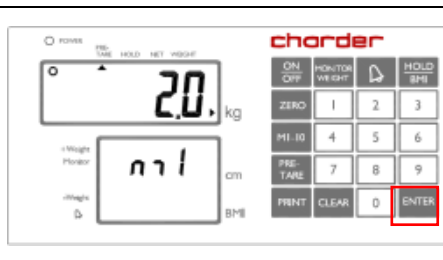 POWER
PRE-TARE HOLD NET WEIGHT
2.0 kg
+Weight
Monitor
cm
-Weight
BMI
charder
ON/OFF MONITOR WEIGHT HOLD/BMI
ZERO 1 2 3
M1-10 4 5 6
PRE-TARE 7 8 9
PRINT CLEAR 0 ENTER